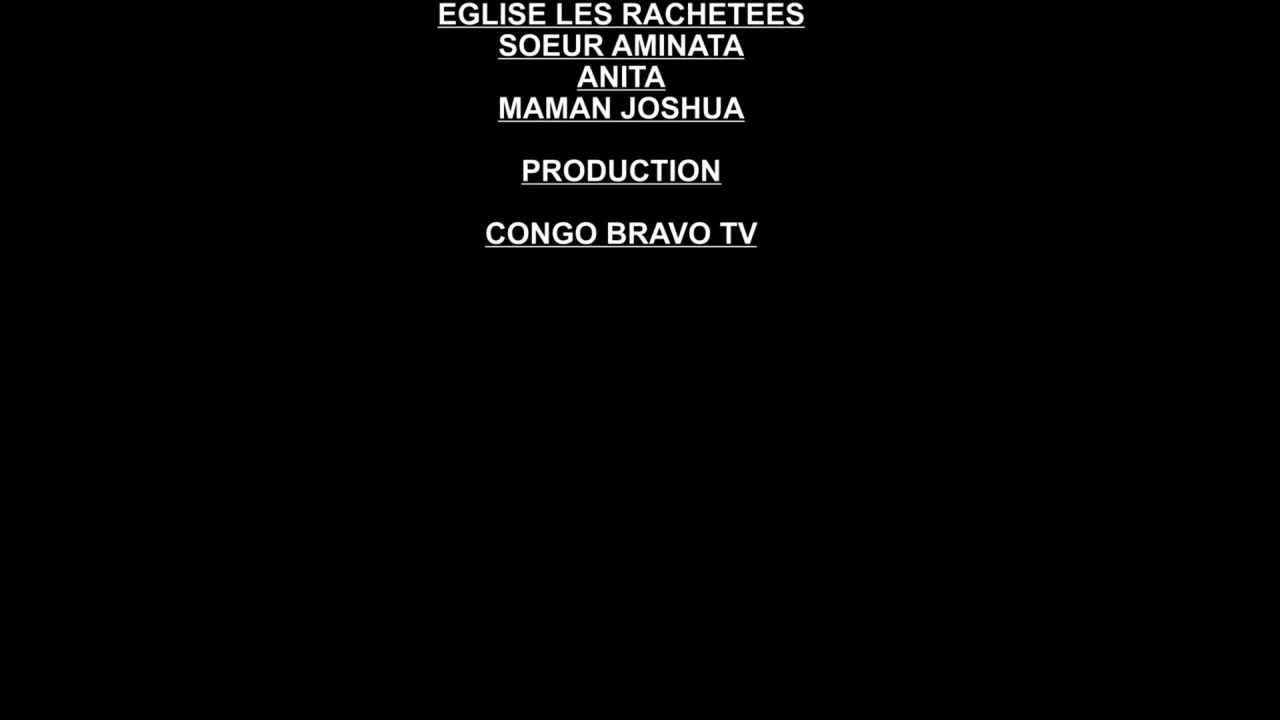 EGLISE LES RACHETEES
SOEUR AMINATA
ANITA
MAMAN JOSHUA
PRODUCTION
CONGO BRAVO TV